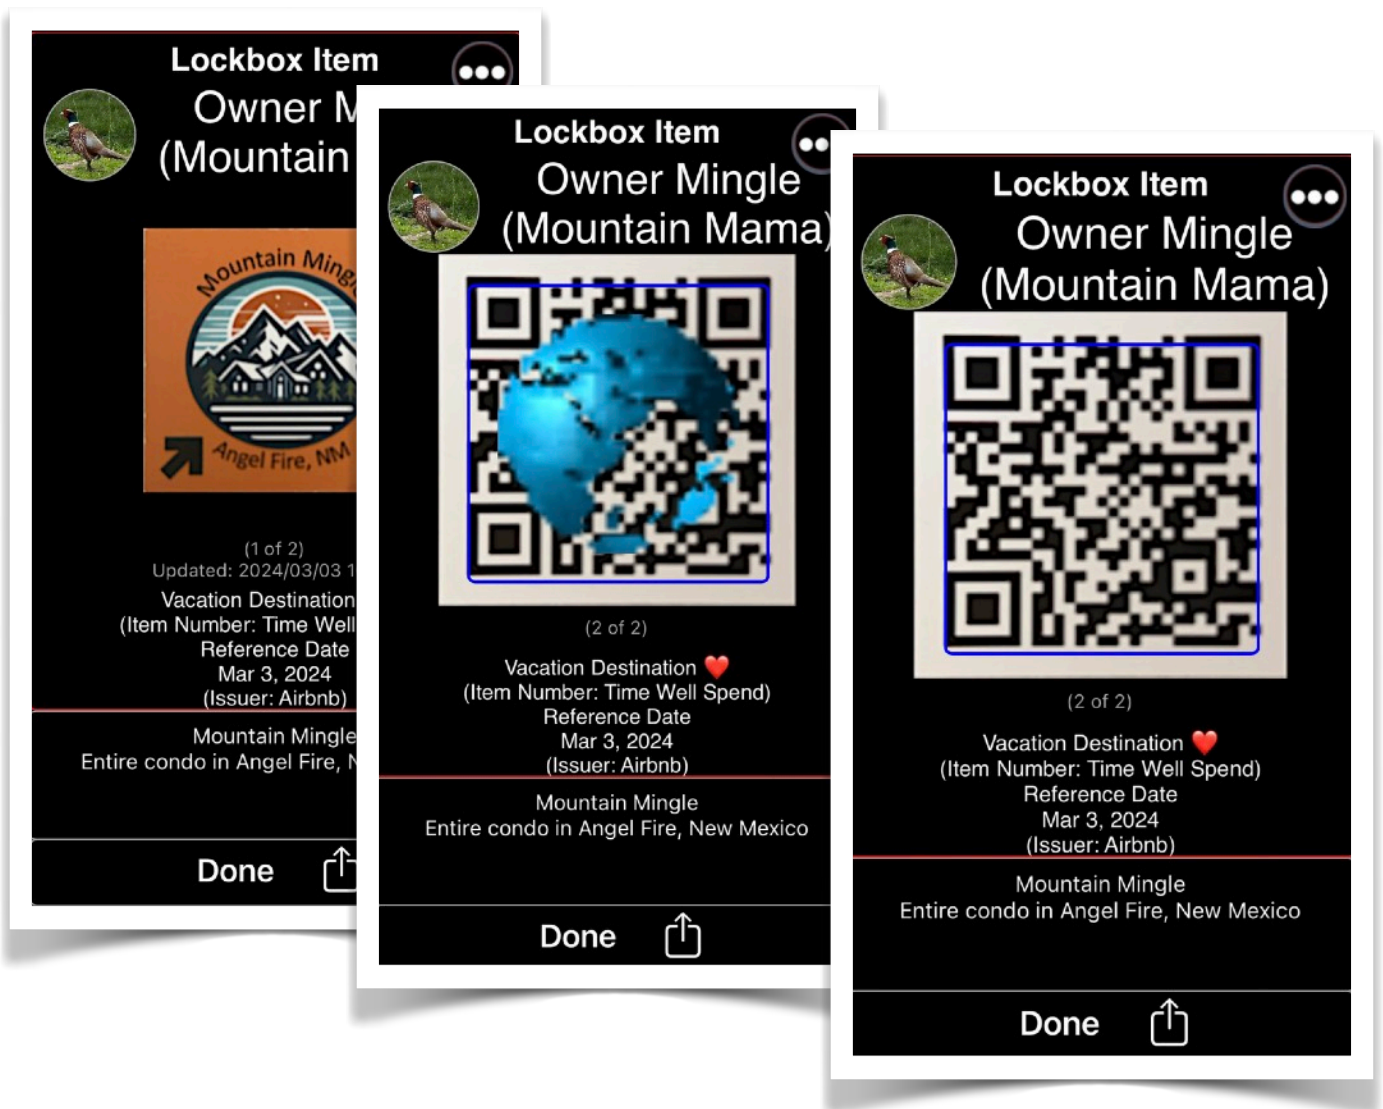 Lockbox Item
Owner M
(Mountain
Mountain Mingl
Angel Fire, NM
(1 of 2)
Updated: 2024/03/03 1
Vacation Destination
(Item Number: Time Well
Reference Date
Mar 3, 2024
(Issuer: Airbnb)
Mountain Mingle
Entire condo in Angel Fire, N
Done
Lockbox Item
Owner Mingle
(Mountain Mama)
(2 of 2)
Vacation Destination ❤️
(Item Number: Time Well Spend)
Reference Date
Mar 3, 2024
(Issuer: Airbnb)
Mountain Mingle
Entire condo in Angel Fire, New Mexico
Done
Lockbox Item
Owner Mingle
(Mountain Mama)
(2 of 2)
Vacation Destination ❤️
(Item Number: Time Well Spend)
Reference Date
Mar 3, 2024
(Issuer: Airbnb)
Mountain Mingle
Entire condo in Angel Fire, New Mexico
Done